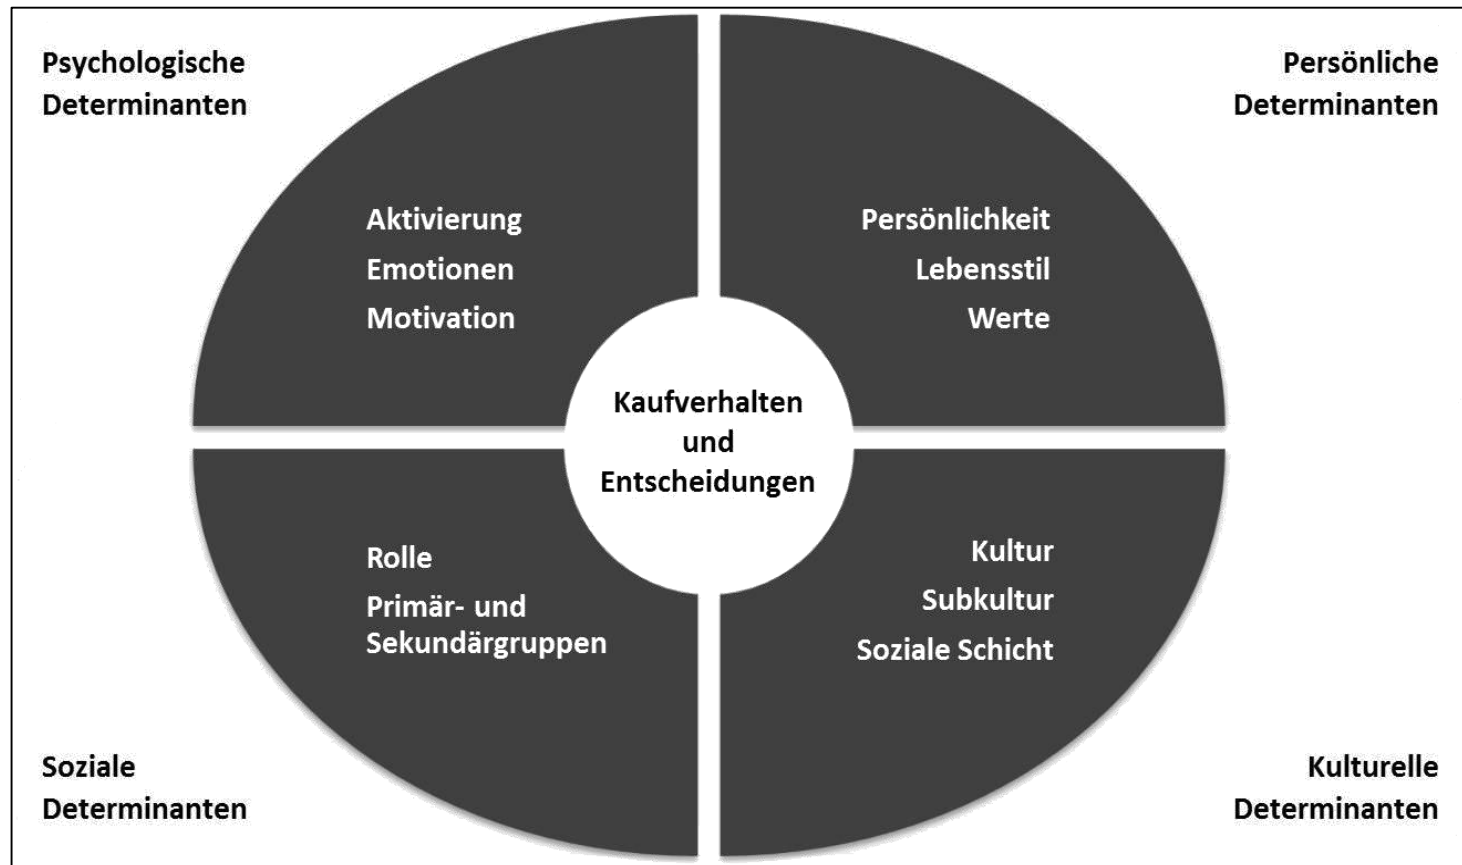 Psychologische
Determinanten
Persönliche
Determinanten
Aktivierung
Emotionen
Motivation
Persönlichkeit
Lebensstil
Werte
Kaufverhalten
und
Entscheidungen
Rolle
Primär- und
Sekundärgruppen
Kultur
Subkultur
Soziale Schicht
Soziale
Determinanten
Kulturelle
Determinanten